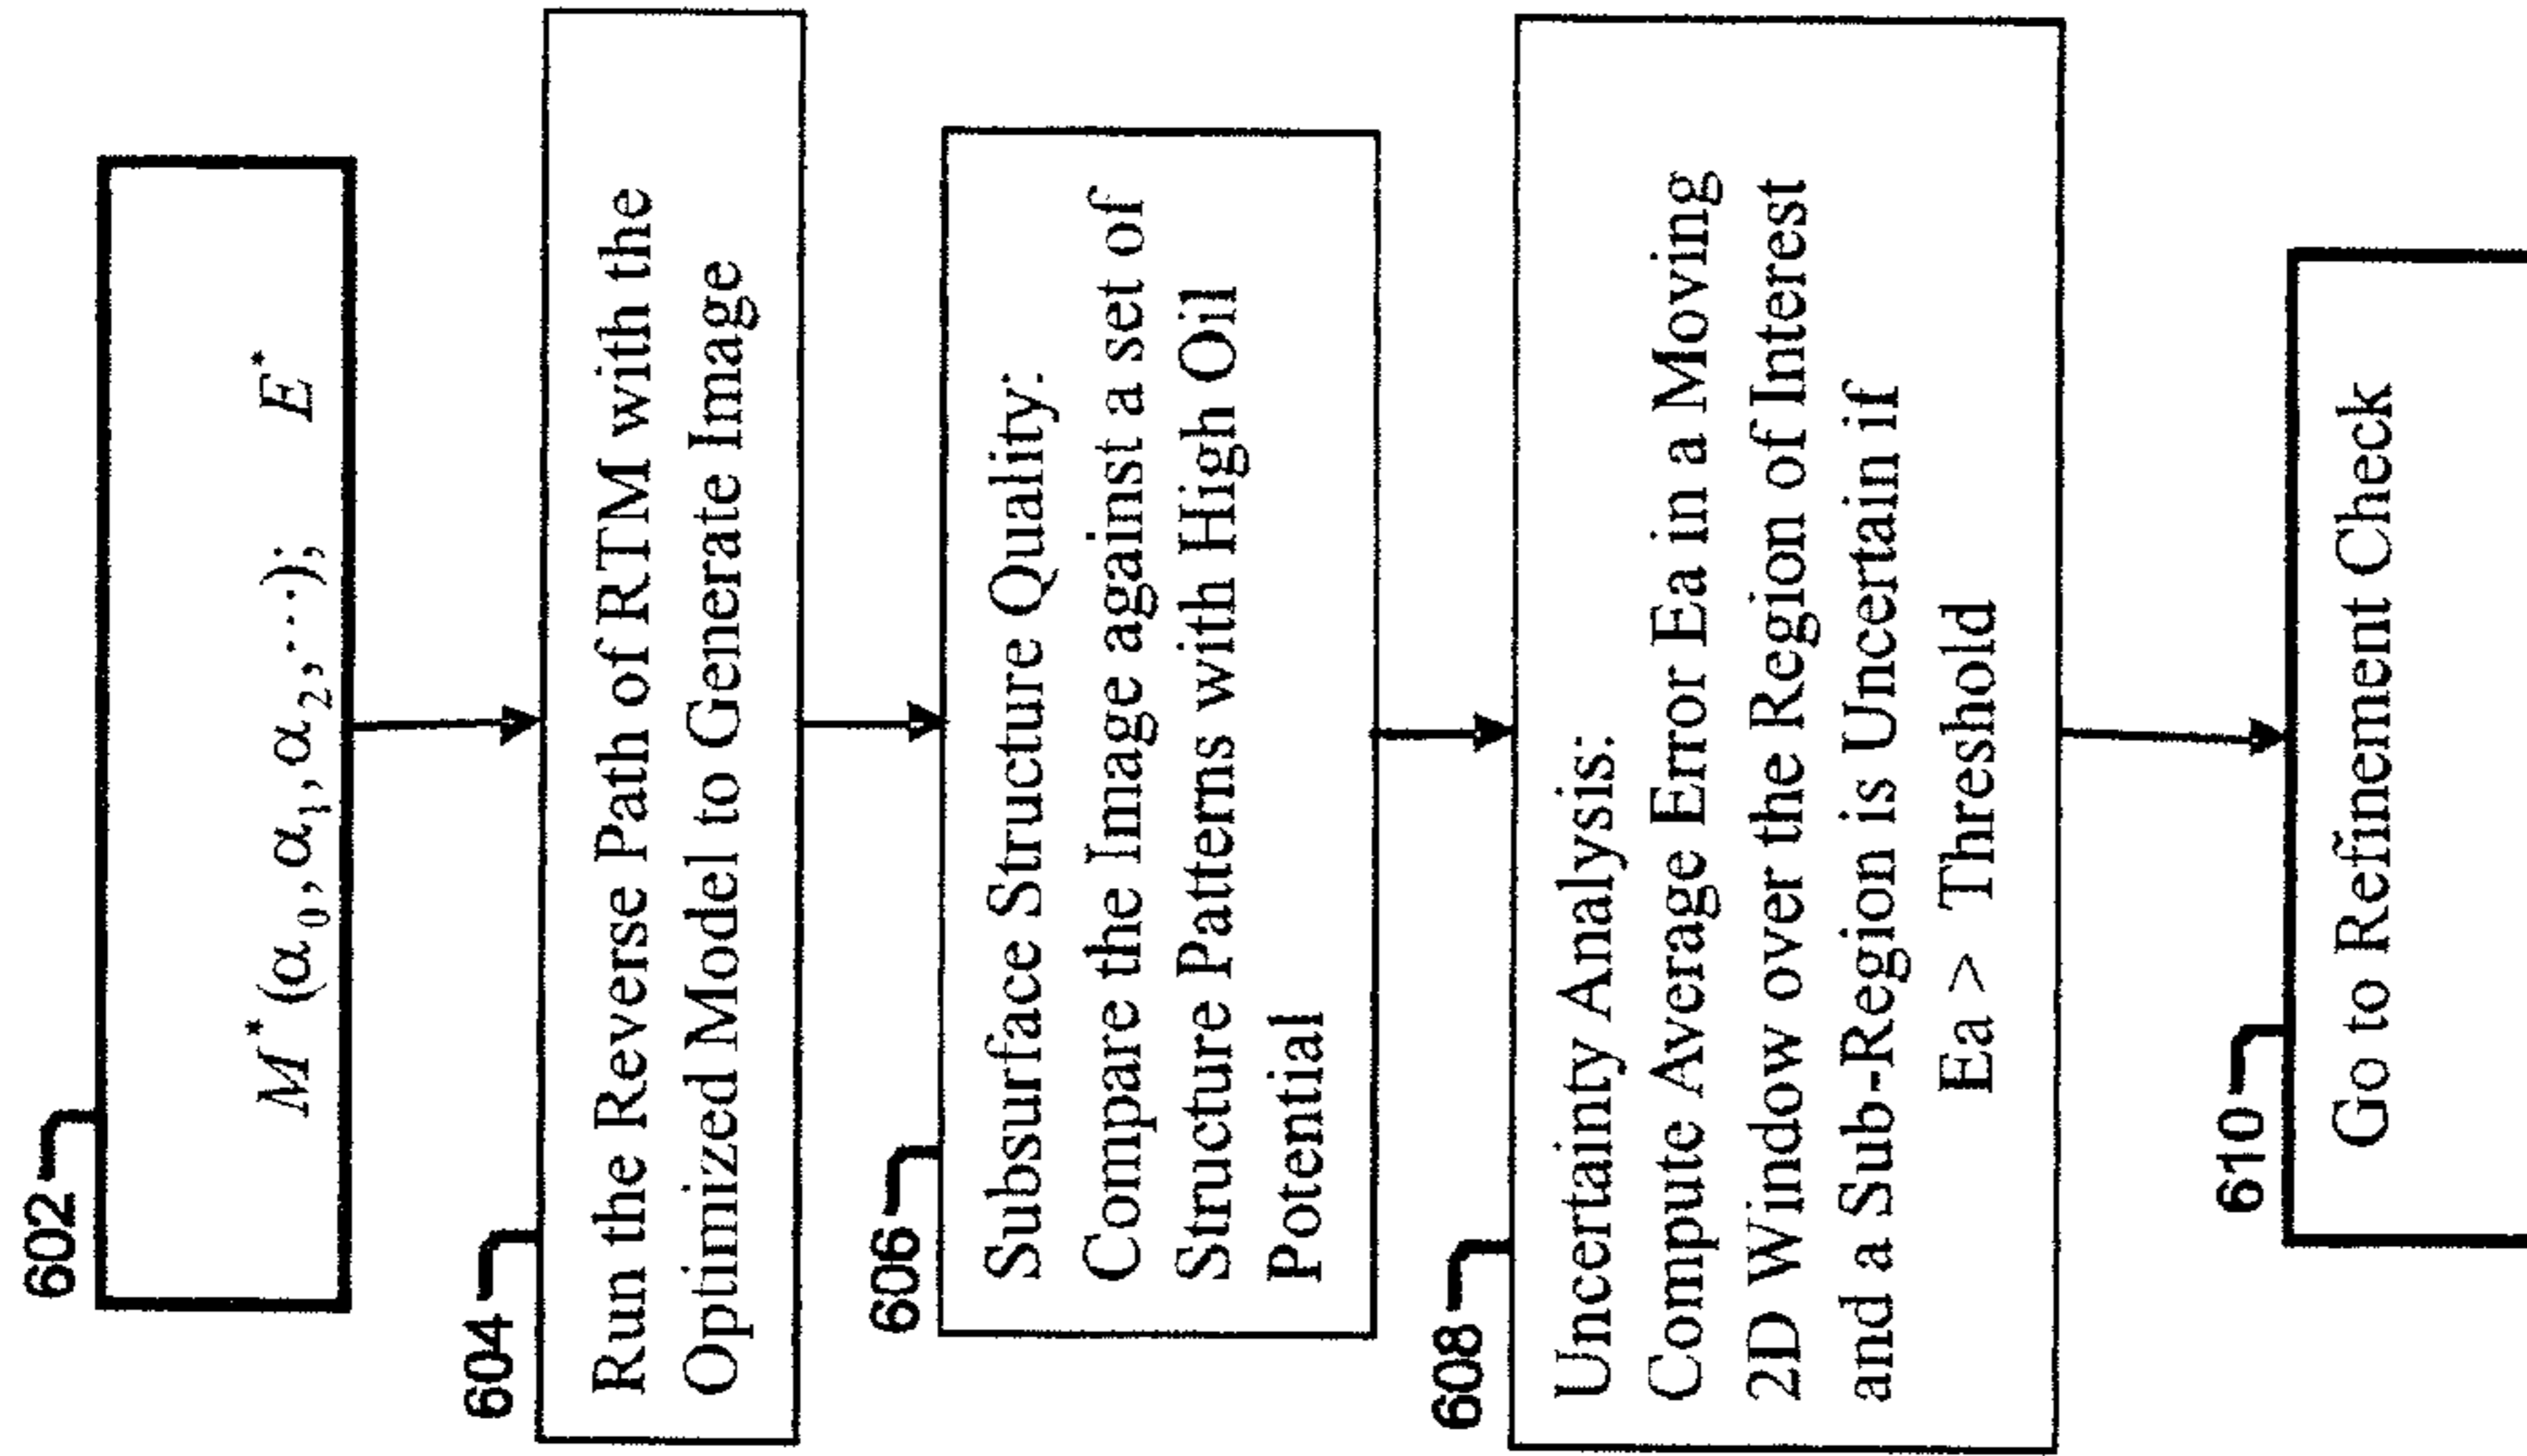 602
M*(α₀, α₁, α₂, ···); E*
604
Run the Reverse Path of RTM with the
Optimized Model to Generate Image
606
Subsurface Structure Quality:
Compare the Image against a set of
Structure Patterns with High Oil
Potential
608
Uncertainty Analysis:
Compute Average Error Ea in a Moving
2D Window over the Region of Interest
and a Sub-Region is Uncertain if
Ea > Threshold
610
Go to Refinement Check